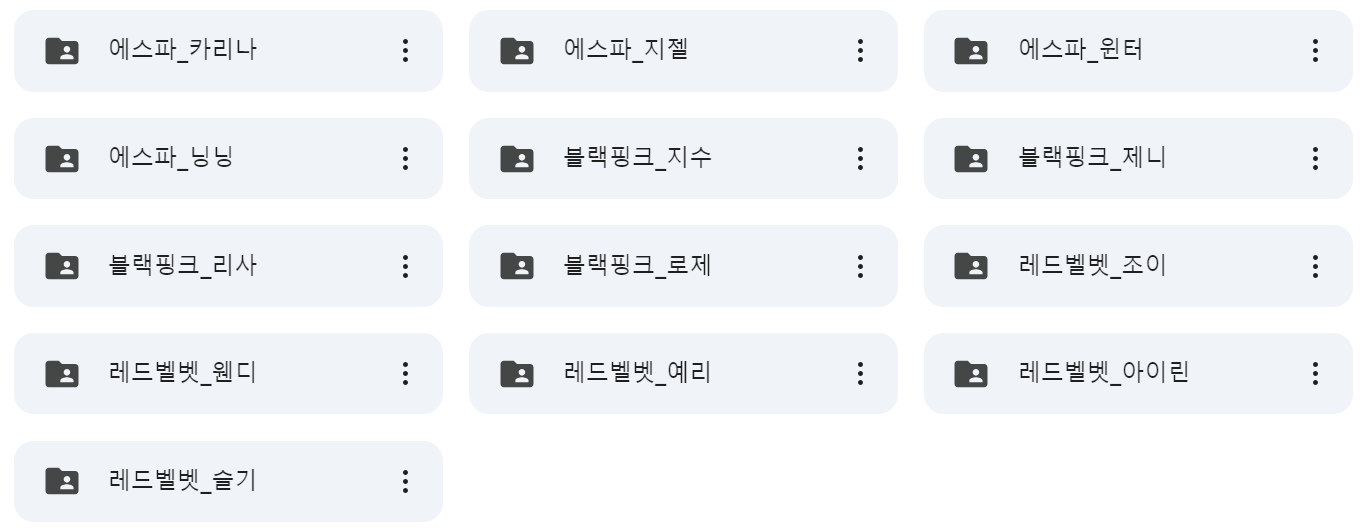 에스파_카리나
에스파_지젤
에스파_윈터
에스파_닝닝
블랙핑크_지수
블랙핑크_제니
블랙핑크_리사
블랙핑크_로제
레드벨벳_조이
레드벨벳_웬디
레드벨벳_예리
레드벨벳_아이린
레드벨벳_슬기